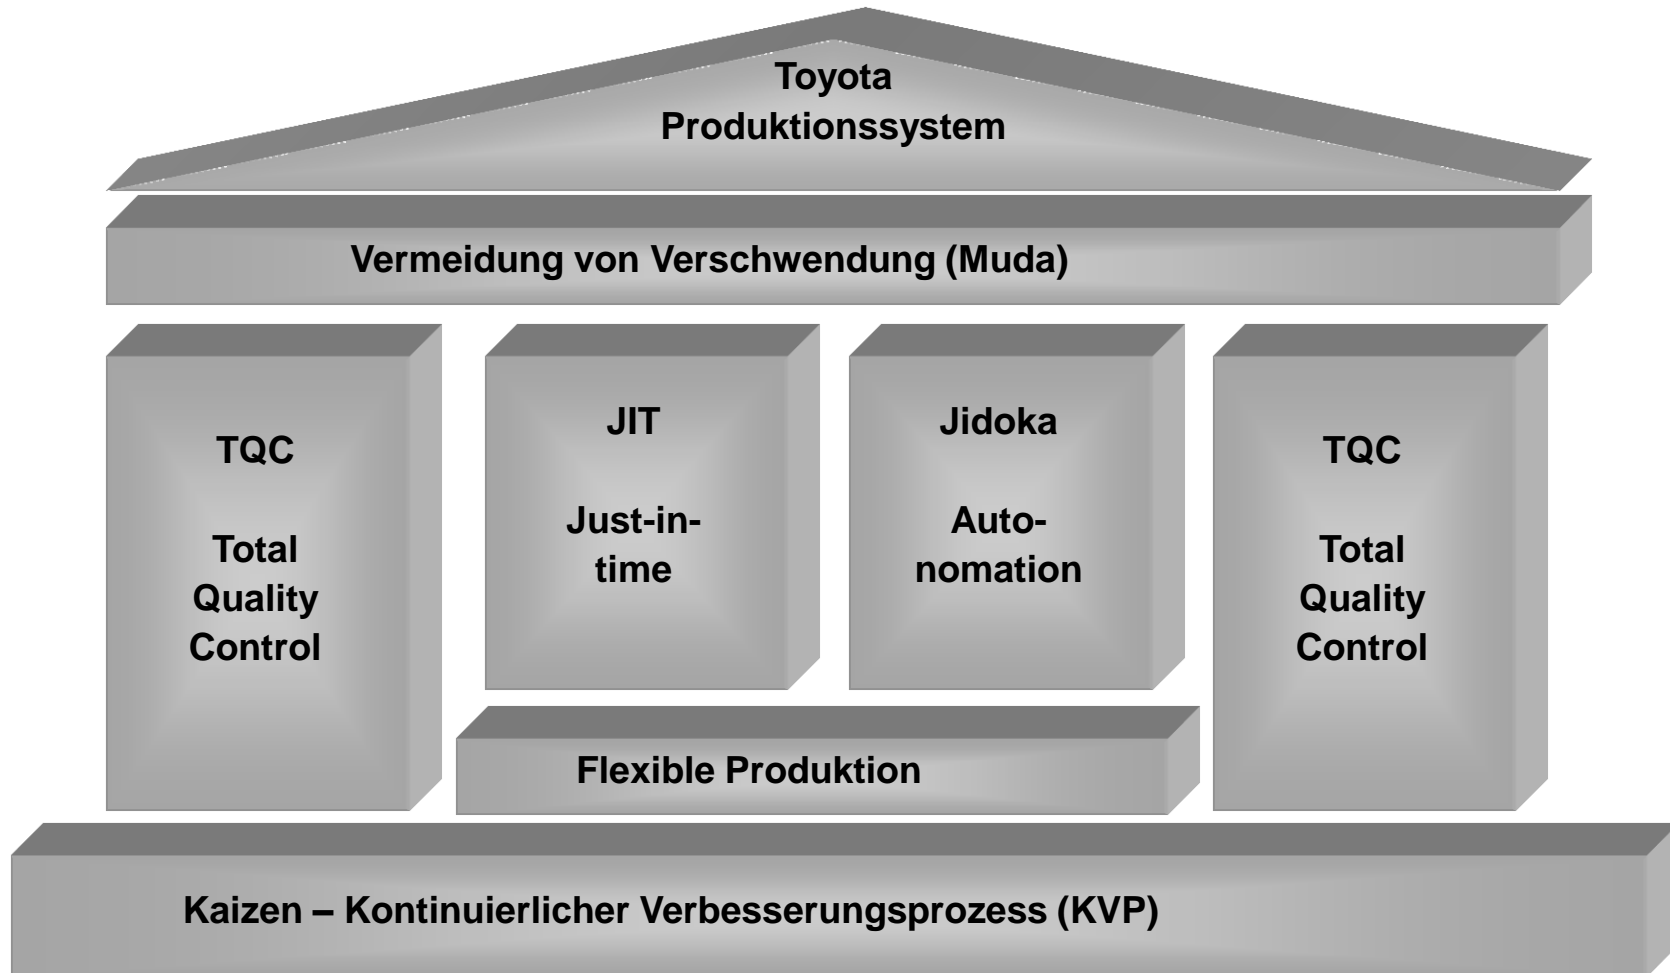 Toyota
Produktionssystem
Vermeidung von Verschwendung (Muda)
TQC
Total
Quality
Control
JIT
Just-in-
time
Jidoka
Auto-
nomation
TQC
Total
Quality
Control
Flexible Produktion
Kaizen – Kontinuierlicher Verbesserungsprozess (KVP)